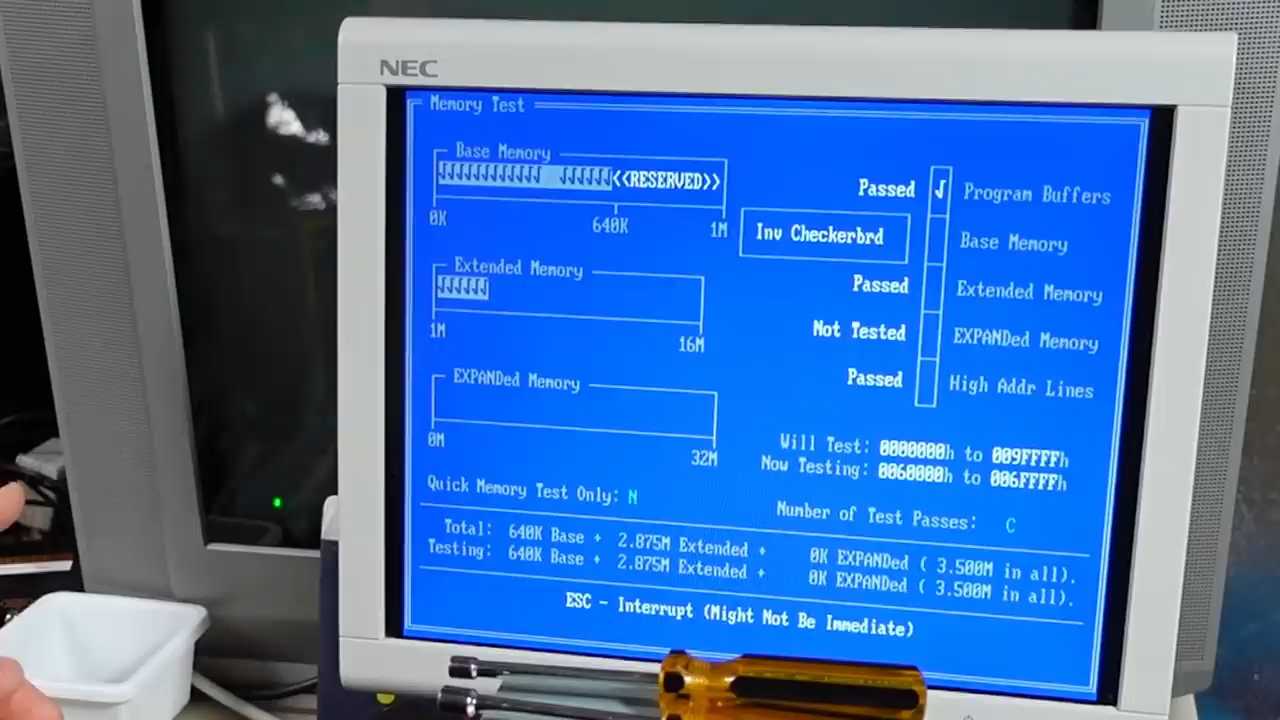 NEC
Memory Test
Base Memory
√√√√√√√√√√√√ √√√√√√<<RESERVED>>
0K 640K 1M
Extended Memory
√√√√√√
1M 16M
EXPANDed Memory
0M 32M
Passed √ Program Buffers
Inv Checkerbrd Base Memory
Passed Extended Memory
Not Tested EXPANDed Memory
Passed High Addr Lines
Will Test: 0000000h to 009FFFFh
Now Testing: 0060000h to 006FFFFh
Quick Memory Test Only: N
Number of Test Passes: C
Total: 640K Base + 2.875M Extended + 0K EXPANDed ( 3.500M in all).
Testing: 640K Base + 2.875M Extended + 0K EXPANDed ( 3.500M in all).
ESC - Interrupt (Might Not Be Immediate)